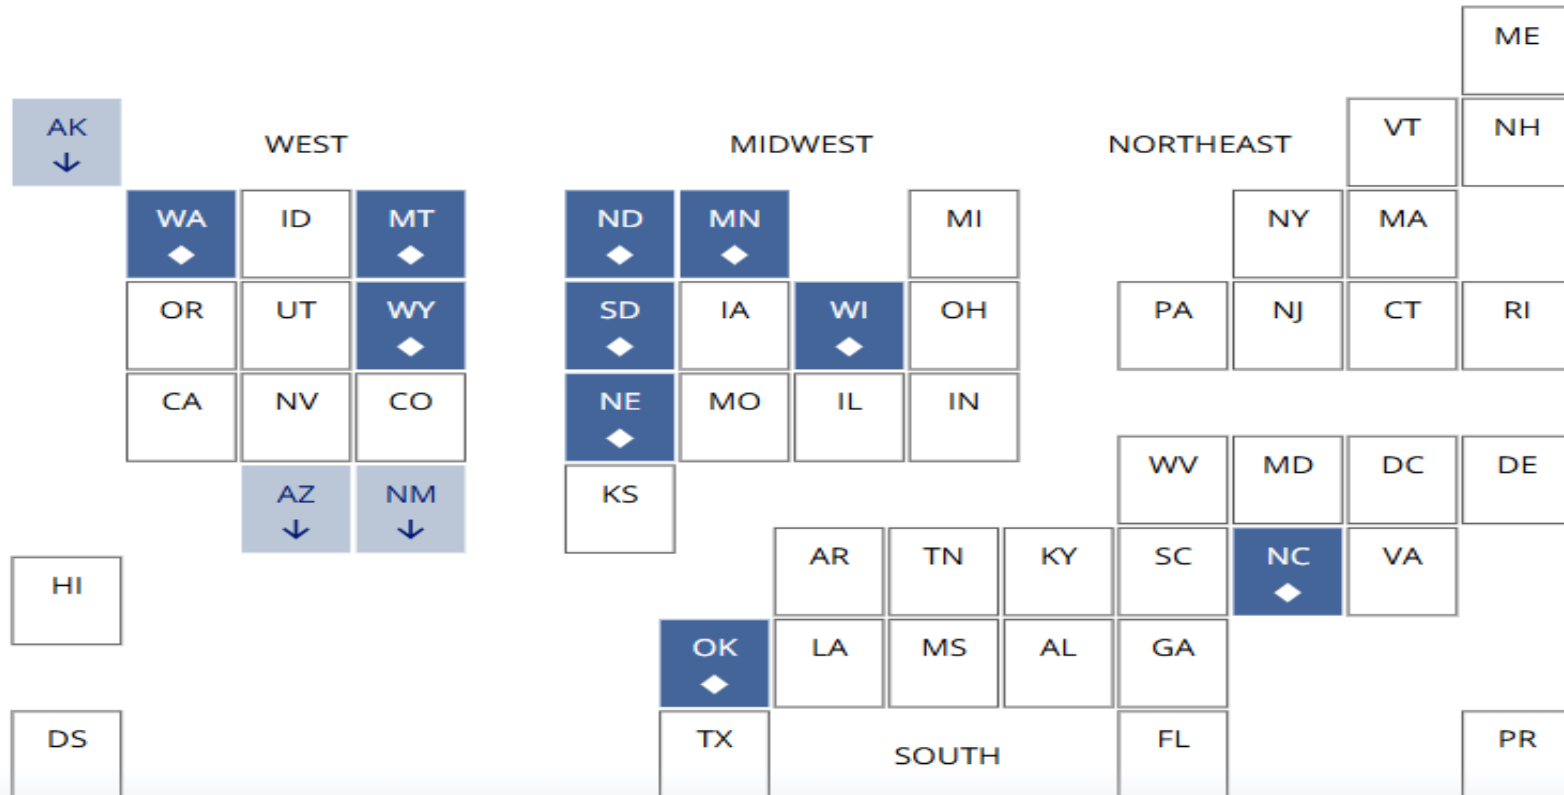 ME
AK
WEST
MIDWEST
NORTHEAST
VT
NH
WA
ID
MT
ND
MN
MI
NY
MA
OR
UT
WY
SD
IA
WI
OH
PA
NJ
CT
RI
CA
NV
CO
NE
MO
IL
IN
WV
MD
DC
DE
AZ
NM
KS
AR
TN
KY
SC
NC
VA
HI
OK
LA
MS
AL
GA
DS
TX
SOUTH
FL
PR